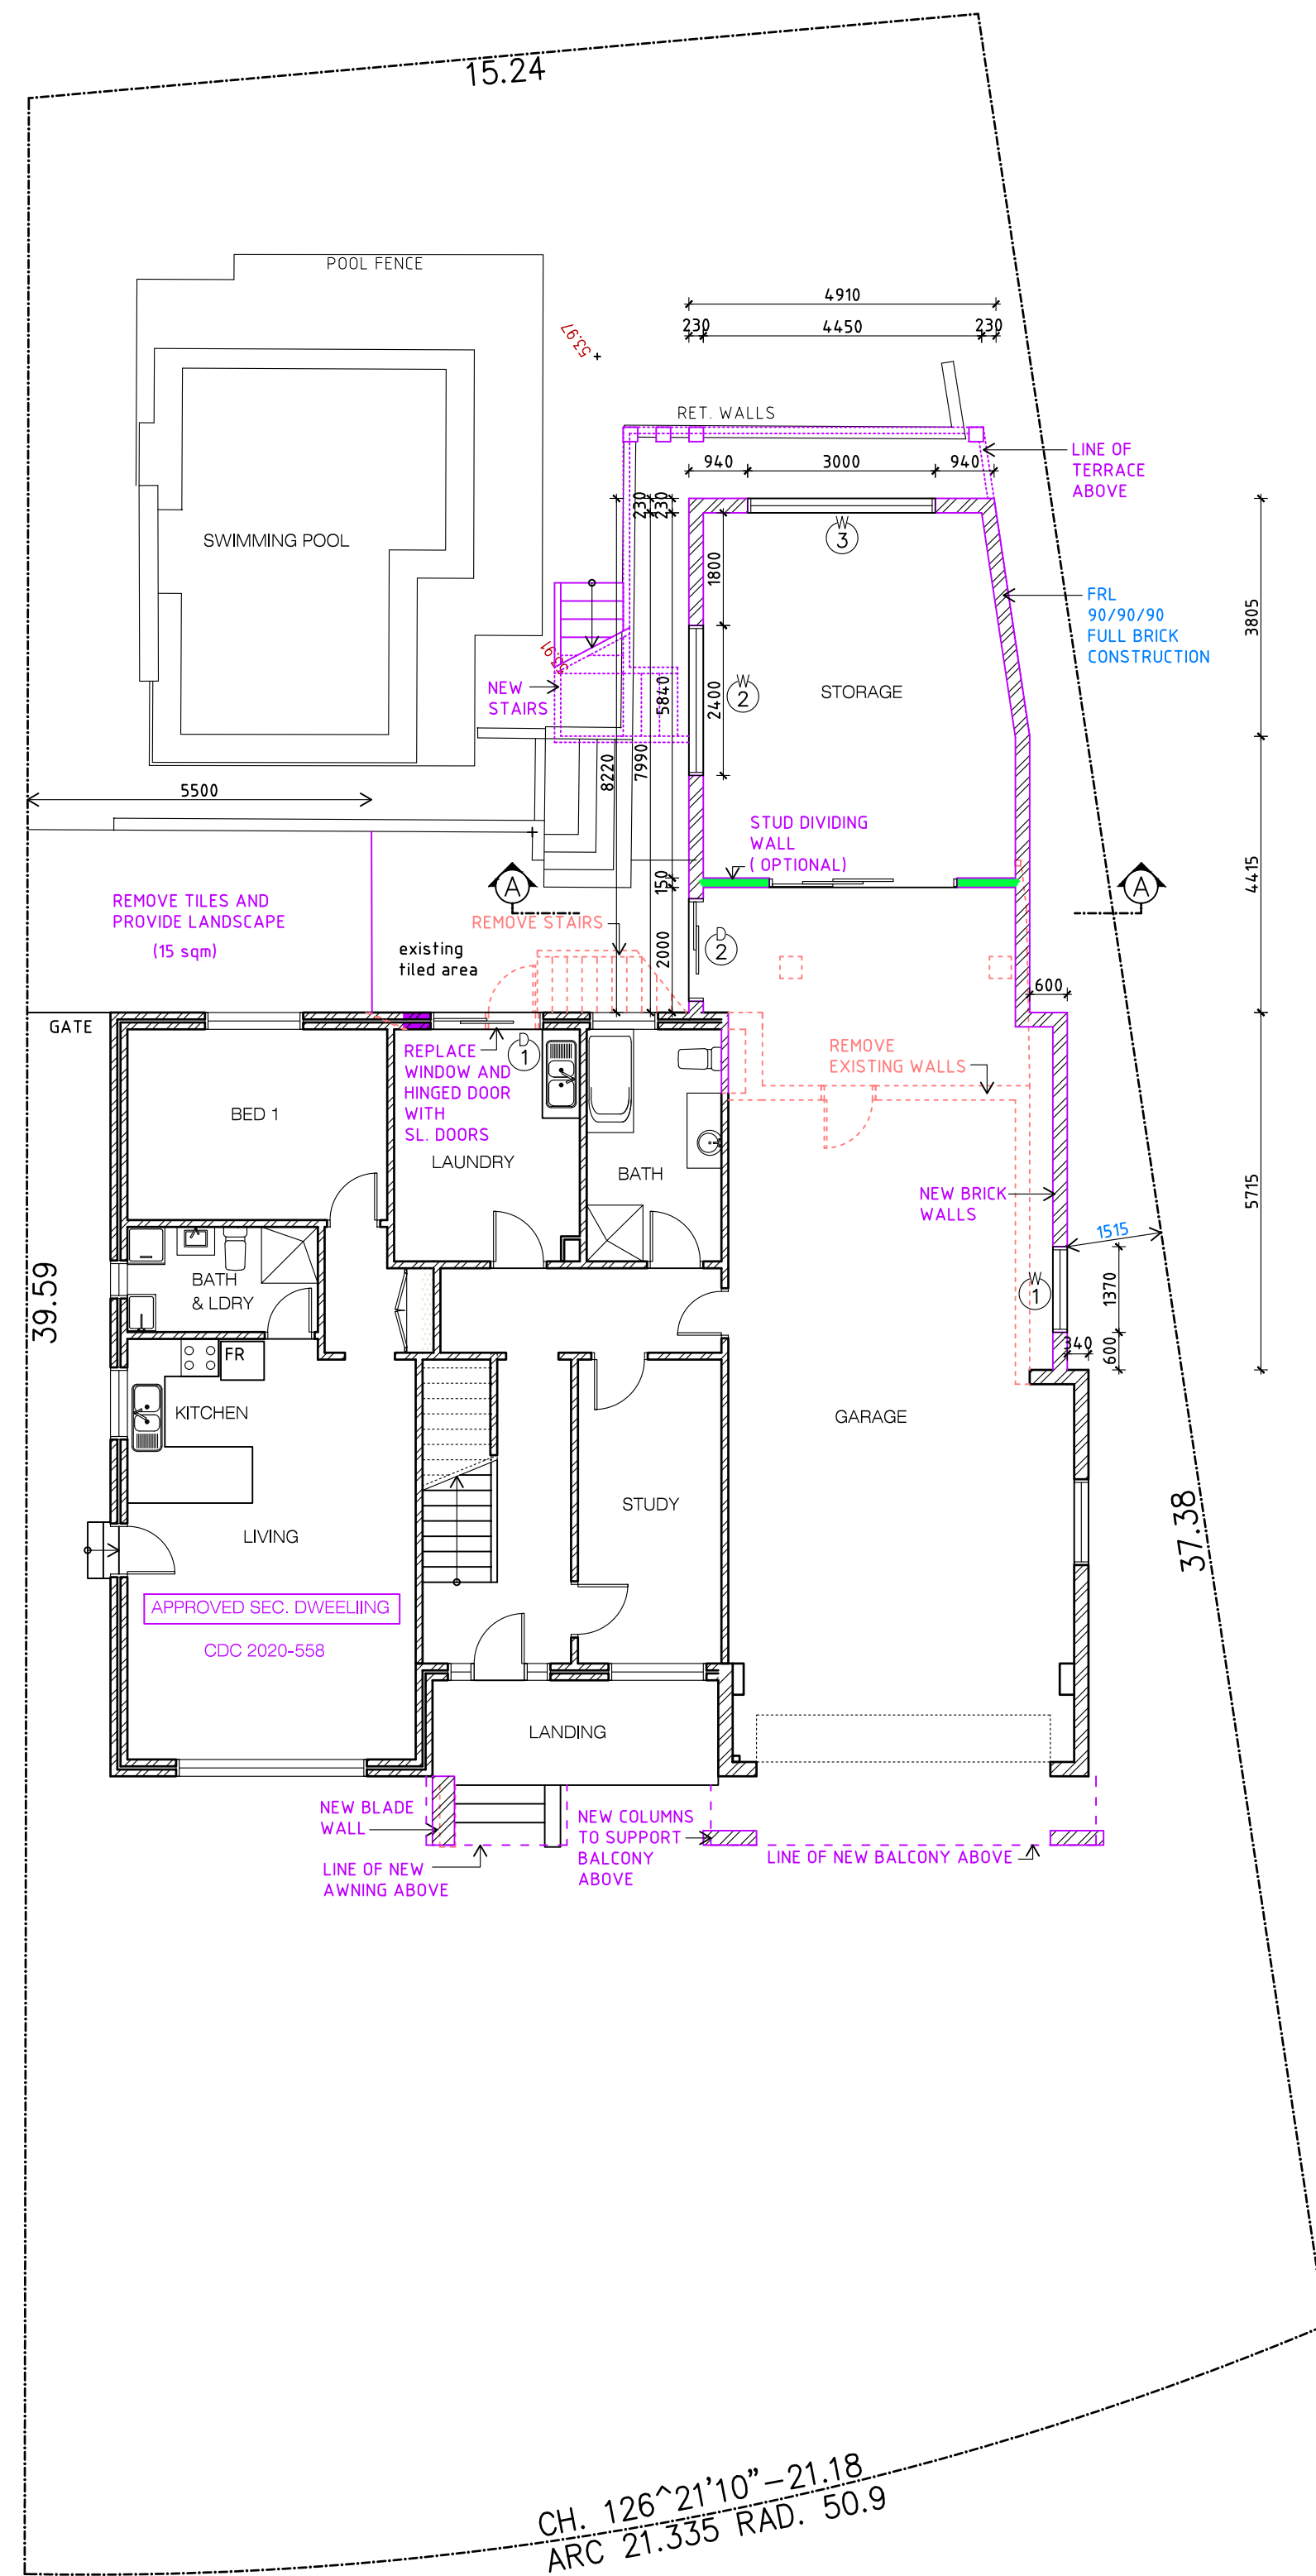 15.24
POOL FENCE
4910
230
4450
230
53.97
RET. WALLS
LINE OF
TERRACE
ABOVE
940
3000
940
230
230
W
3
SWIMMING POOL
1800
FRL
90/90/90
FULL BRICK
CONSTRUCTION
3805
53.91
NEW
STAIRS
5840
2400
W
2
STORAGE
8220
7990
5500
STUD DIVIDING
WALL
( OPTIONAL)
A
A
150
4415
REMOVE TILES AND
PROVIDE LANDSCAPE
(15 sqm)
REMOVE STAIRS
existing
tiled area
2000
D
2
600
GATE
REPLACE
WINDOW AND
HINGED DOOR
WITH
SL. DOORS
D
1
REMOVE
EXISTING WALLS
BED 1
LAUNDRY
BATH
NEW BRICK
WALLS
5715
1515
39.59
BATH
& LDRY
W
1
1370
340
600
FR
KITCHEN
GARAGE
STUDY
LIVING
37.38
APPROVED SEC. DWEELIING
CDC 2020-558
LANDING
NEW BLADE
WALL
NEW COLUMNS
TO SUPPORT
BALCONY
ABOVE
LINE OF NEW BALCONY ABOVE
LINE OF NEW
AWNING ABOVE
CH. 126^21'10"-21.18
ARC 21.335 RAD. 50.9